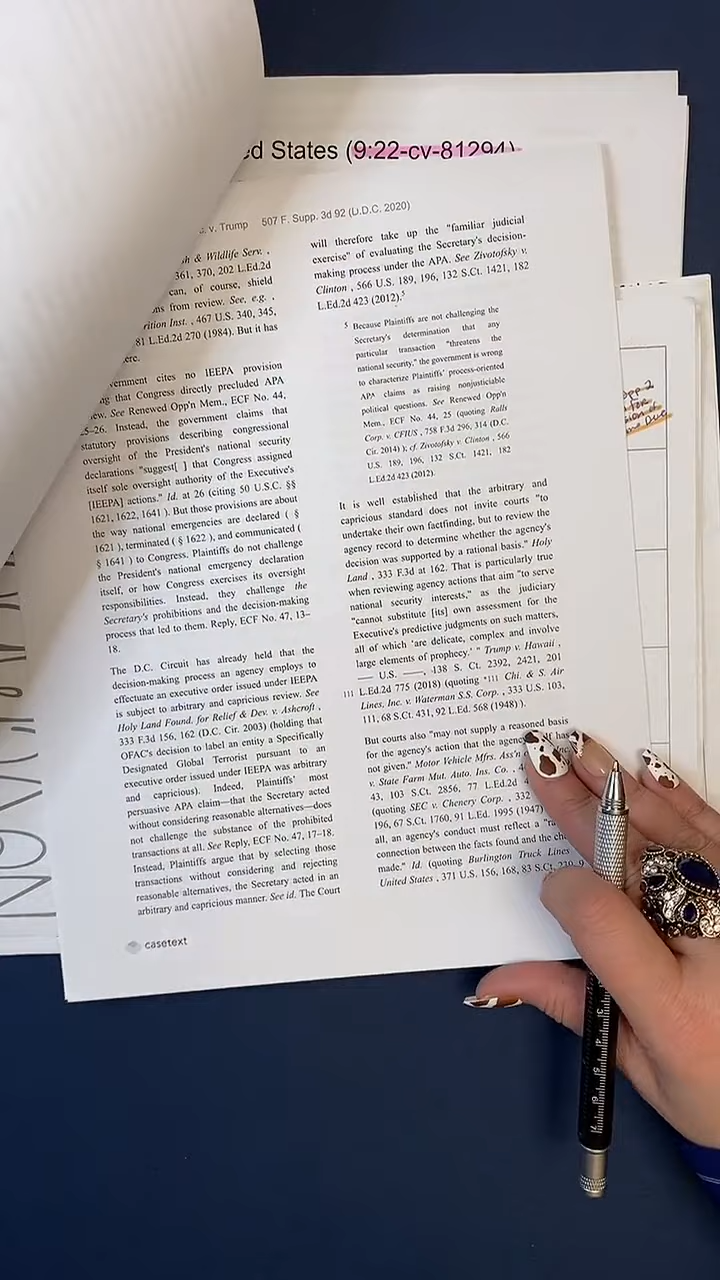 ed States (9:22-cv-81294)
v. Trump 507 F. Supp. 3d 92 (U.D.C. 2020)
h & Wildlife Serv. ,
361, 370, 202 L.Ed.2d
can, of course, shield
ns from review. See, e.g. ,
rition Inst. , 467 U.S. 340, 345,
81 L.Ed.2d 270 (1984). But it has
ere.
vernment cites no IEEPA provision
ng that Congress directly precluded APA
ew. See Renewed Opp'n Mem., ECF No. 44,
5–26. Instead, the government claims that
statutory provisions describing congressional
oversight of the President's national security
declarations "suggest[ ] that Congress assigned
itself sole oversight authority of the Executive's
[IEEPA] actions." Id. at 26 (citing 50 U.S.C. §§
1621, 1622, 1641 ). But those provisions are about
the way national emergencies are declared ( §
1621 ), terminated ( § 1622 ), and communicated (
§ 1641 ) to Congress. Plaintiffs do not challenge
the President's national emergency declaration
itself, or how Congress exercises its oversight
responsibilities. Instead, they challenge the
Secretary's prohibitions and the decision-making
process that led to them. Reply, ECF No. 47, 13–
18.
The D.C. Circuit has already held that the
decision-making process an agency employs to
effectuate an executive order issued under IEEPA
is subject to arbitrary and capricious review. See
Holy Land Found. for Relief & Dev. v. Ashcroft ,
333 F.3d 156, 162 (D.C. Cir. 2003) (holding that
OFAC's decision to label an entity a Specifically
Designated Global Terrorist pursuant to an
executive order issued under IEEPA was arbitrary
and capricious). Indeed, Plaintiffs' most
persuasive APA claim—that the Secretary acted
without considering reasonable alternatives—does
not challenge the substance of the prohibited
transactions at all. See Reply, ECF No. 47, 17–18.
Instead, Plaintiffs argue that by selecting those
transactions without considering and rejecting
reasonable alternatives, the Secretary acted in an
arbitrary and capricious manner. See id. The Court
casetext
will therefore take up the "familiar judicial
exercise" of evaluating the Secretary's decision-
making process under the APA. See Zivotofsky v.
Clinton , 566 U.S. 189, 196, 132 S.Ct. 1421, 182
L.Ed.2d 423 (2012).5
5 Because Plaintiffs are not challenging the
Secretary's determination that any
particular transaction "threatens the
national security," the government is wrong
to characterize Plaintiffs' process-oriented
APA claims as raising nonjusticiable
political questions. See Renewed Opp'n
Mem., ECF No. 44, 25 (quoting Ralls
Corp. v. CFIUS , 758 F.3d 296, 314 (D.C.
Cir. 2014) ); cf. Zivotofsky v. Clinton , 566
U.S. 189, 196, 132 S.Ct. 1421, 182
L.Ed.2d 423 (2012).
It is well established that the arbitrary and
capricious standard does not invite courts "to
undertake their own factfinding, but to review the
agency record to determine whether the agency's
decision was supported by a rational basis." Holy
Land , 333 F.3d at 162. That is particularly true
when reviewing agency actions that aim "to serve
national security interests," as the judiciary
"cannot substitute [its] own assessment for the
Executive's predictive judgments on such matters,
all of which 'are delicate, complex and involve
large elements of prophecy.' " Trump v. Hawaii ,
— U.S. —, 138 S. Ct. 2392, 2421, 201
111 L.Ed.2d 775 (2018) (quoting *111 Chi. & S. Air
Lines, Inc. v. Waterman S.S. Corp. , 333 U.S. 103,
111, 68 S.Ct. 431, 92 L.Ed. 568 (1948) ).
But courts also "may not supply a reasoned basis
for the agency's action that the agency has
not given." Motor Vehicle Mfrs. Ass'n Inc.
v. State Farm Mut. Auto. Ins. Co. ,
43, 103 S.Ct. 2856, 77 L.Ed.2d
(quoting SEC v. Chenery Corp. , 332
196, 67 S.Ct. 1760, 91 L.Ed. 1995 (1947)
all, an agency's conduct must reflect a
connection between the facts found and the
made." Id. (quoting Burlington Truck Lines
United States , 371 U.S. 156, 168, 83 S.Ct. 239, 9